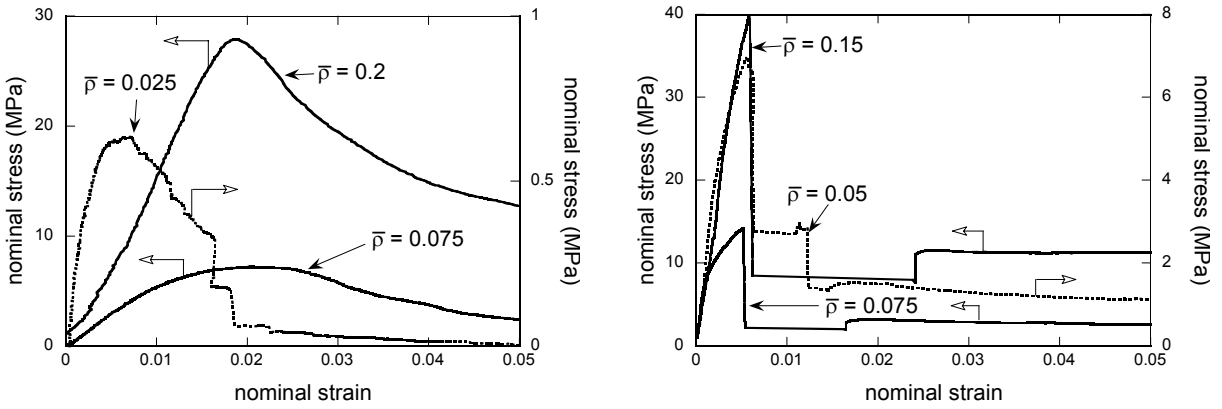 30
20
10
0
nominal stress (MPa)
0
0.01
0.02
0.03
0.04
0.05
nominal strain
1
0.5
0
nominal stress (MPa)
ρ̅ = 0.025
ρ̅ = 0.2
ρ̅ = 0.075
40
30
20
10
0
nominal stress (MPa)
0
0.01
0.02
0.03
0.04
0.05
nominal strain
8
6
4
2
0
nominal stress (MPa)
ρ̅ = 0.15
ρ̅ = 0.05
ρ̅ = 0.075